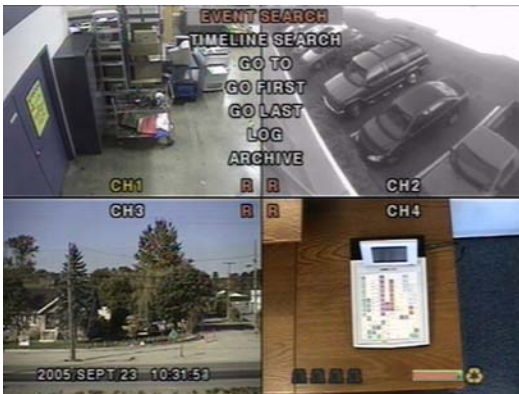 EVENT SEARCH
TIMELINE SEARCH
GO TO
GO FIRST
GO LAST
LOG
ARCHIVE
CH1
R R
CH2
CH3
R R
CH4
2005/SEPT/23 10:31:53